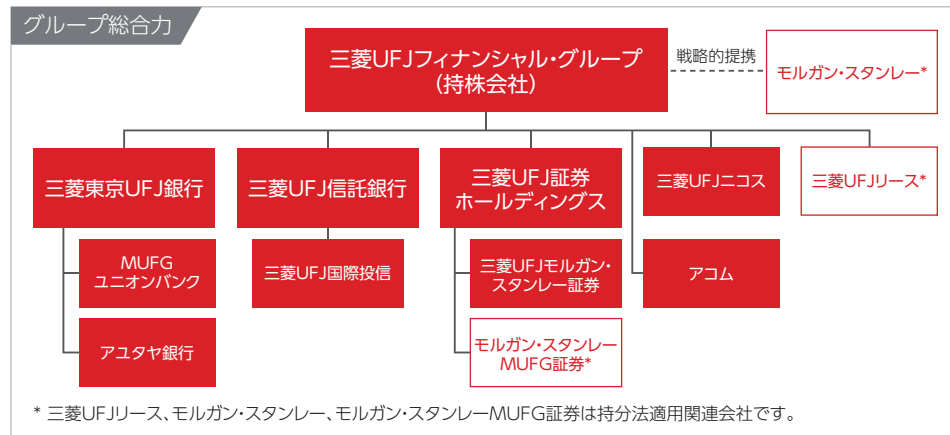 グループ総合力
三菱UFJフィナンシャル・グループ
(持株会社)
戦略的提携
モルガン・スタンレー*
三菱東京UFJ銀行
三菱UFJ信託銀行
三菱UFJ証券
ホールディングス
三菱UFJニコス
三菱UFJリース*
MUFG
ユニオンバンク
三菱UFJ国際投信
三菱UFJモルガン・
スタンレー証券
アコム
アユタヤ銀行
モルガン・スタンレー
MUFG証券*
* 三菱UFJリース、モルガン・スタンレー、モルガン・スタンレーMUFG証券は持分法適用関連会社です。